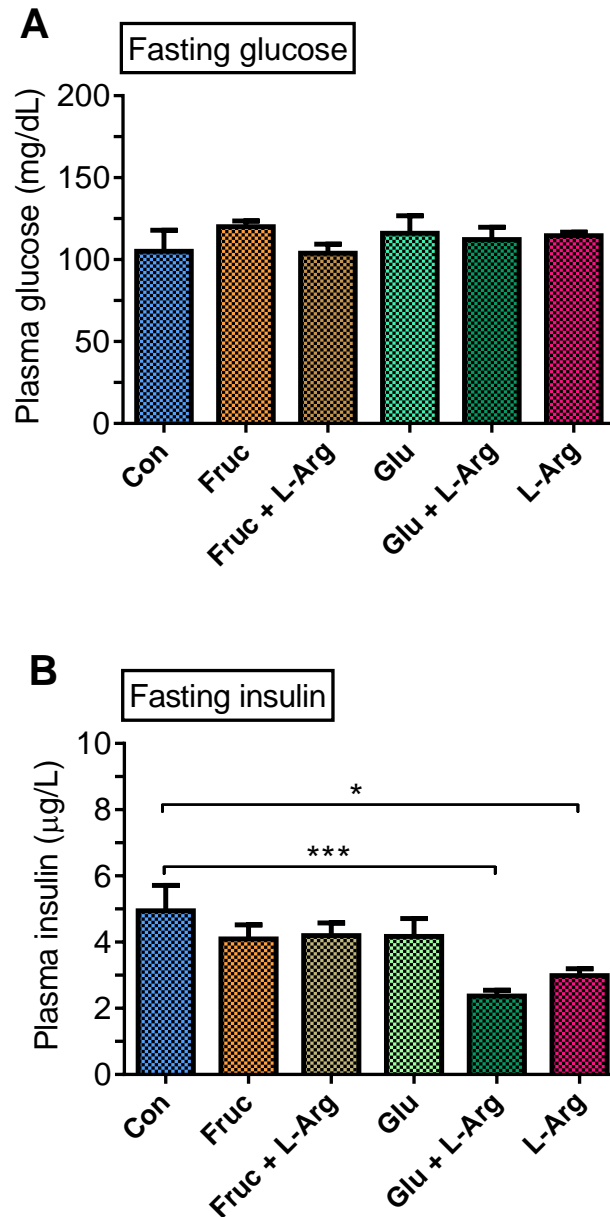 A
Fasting glucose
Plasma glucose (mg/dL)
200
150
100
50
0
Con
Fruc
Fruc + L-Arg
Glu
Glu + L-Arg
L-Arg
B
Fasting insulin
Plasma insulin (μg/L)
10
8
6
4
2
0
*
***
Con
Fruc
Fruc + L-Arg
Glu
Glu + L-Arg
L-Arg